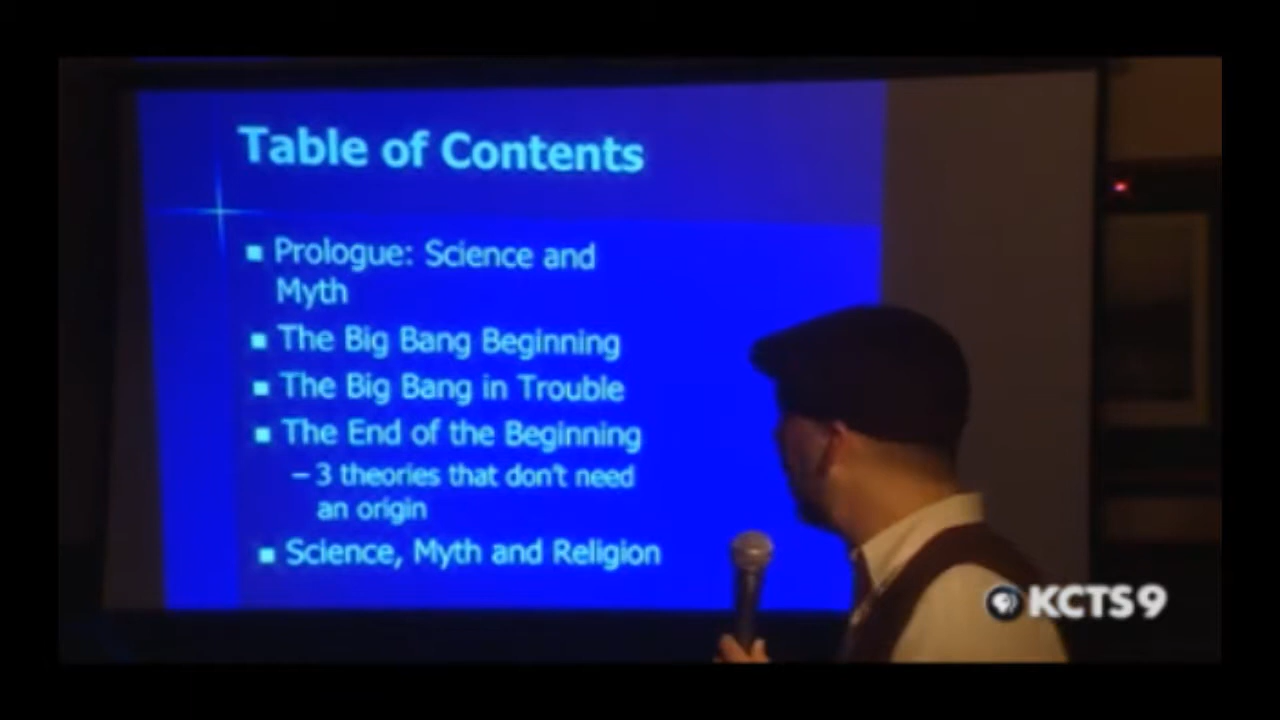 Table of Contents
Prologue: Science and
Myth
The Big Bang Beginning
The Big Bang in Trouble
The End of the Beginning
– 3 theories that don't need
an origin
Science, Myth and Religion
KCTS9